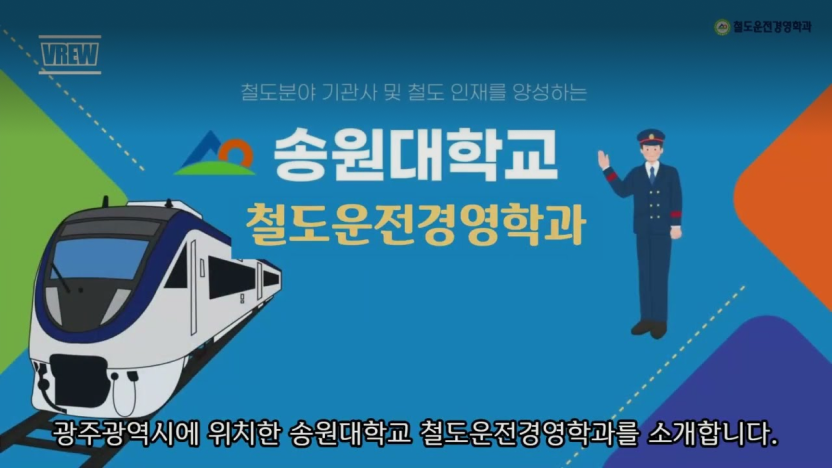 VREW
철도운전경영학과
철도분야 기관사 및 철도 인재를 양성하는
송원대학교
철도운전경영학과
광주광역시에 위치한 송원대학교 철도운전경영학과를 소개합니다.